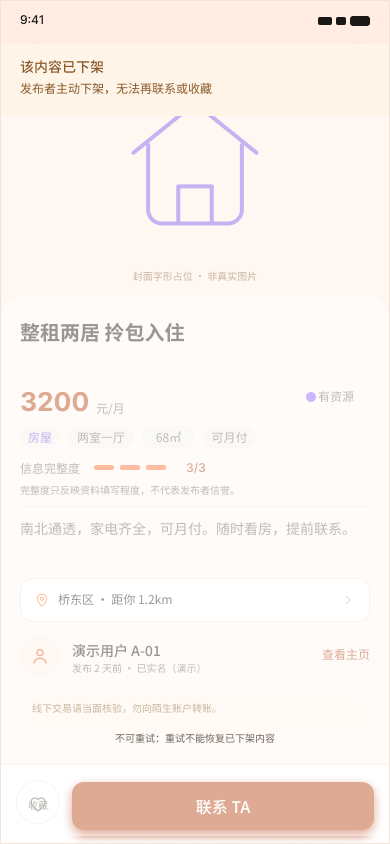 9:41
该内容已下架
发布者主动下架，无法再联系或收藏
封面字形占位 · 非真实图片
整租两居 拎包入住
3200 元/月
有资源
房屋 两室一厅 68㎡ 可月付
信息完整度 3/3
完整度只反映资料填写程度，不代表发布者信誉。
南北通透，家电齐全，可月付。随时看房，提前联系。
桥东区 · 距你 1.2km
演示用户 A-01
查看主页
发布 2 天前 · 已实名（演示）
线下交易请当面核验，勿向陌生账户转账。
不可重试：重试不能恢复已下架内容
收藏
联系 TA